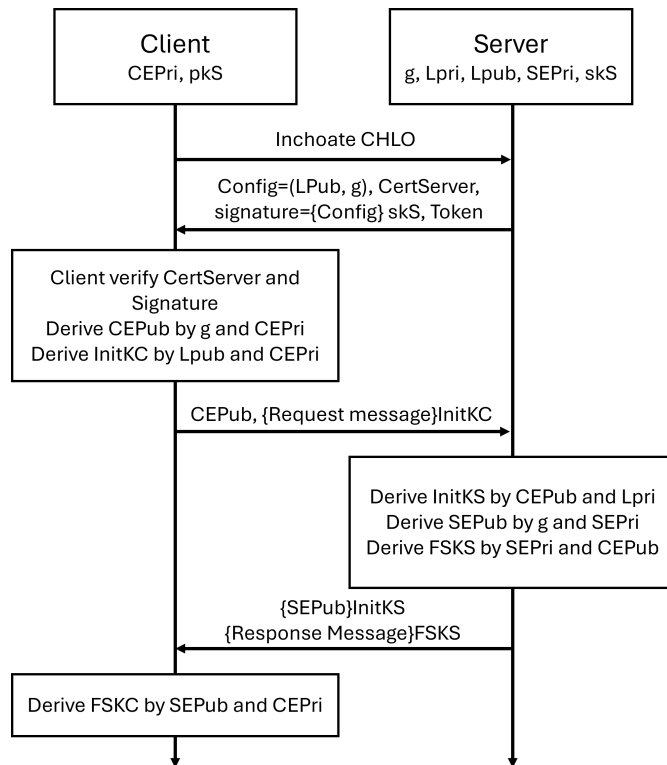 Client
CEPri, pkS
Server
g, Lpri, Lpub, SEPri, skS
Inchoate CHLO
Config=(LPub, g), CertServer,
signature={Config} skS, Token
Client verify CertServer and
Signature
Derive CEPub by g and CEPri
Derive InitKC by Lpub and CEPri
CEPub, {Request message}InitKC
Derive InitKS by CEPub and Lpri
Derive SEPub by g and SEPri
Derive FSKS by SEPri and CEPub
{SEPub}InitKS
{Response Message}FSKS
Derive FSKC by SEPub and CEPri